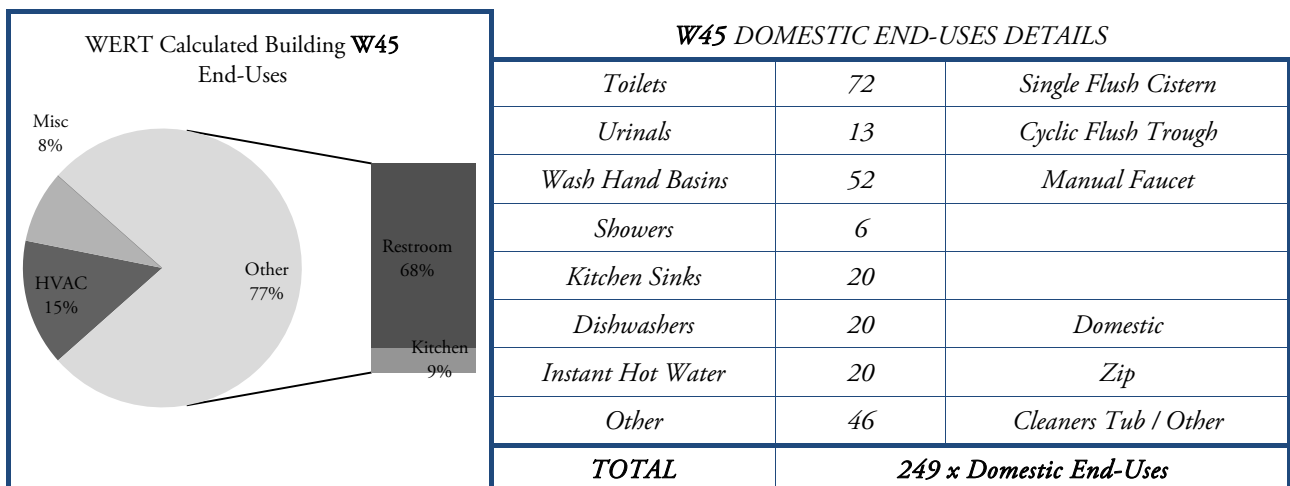 WERT Calculated Building W45
End-Uses
Misc
8%
HVAC
15%
Other
77%
Restroom
68%
Kitchen
9%
W45 DOMESTIC END-USES DETAILS
Toilets 72 Single Flush Cistern
Urinals 13 Cyclic Flush Trough
Wash Hand Basins 52 Manual Faucet
Showers 6
Kitchen Sinks 20
Dishwashers 20 Domestic
Instant Hot Water 20 Zip
Other 46 Cleaners Tub / Other
TOTAL 249 x Domestic End-Uses